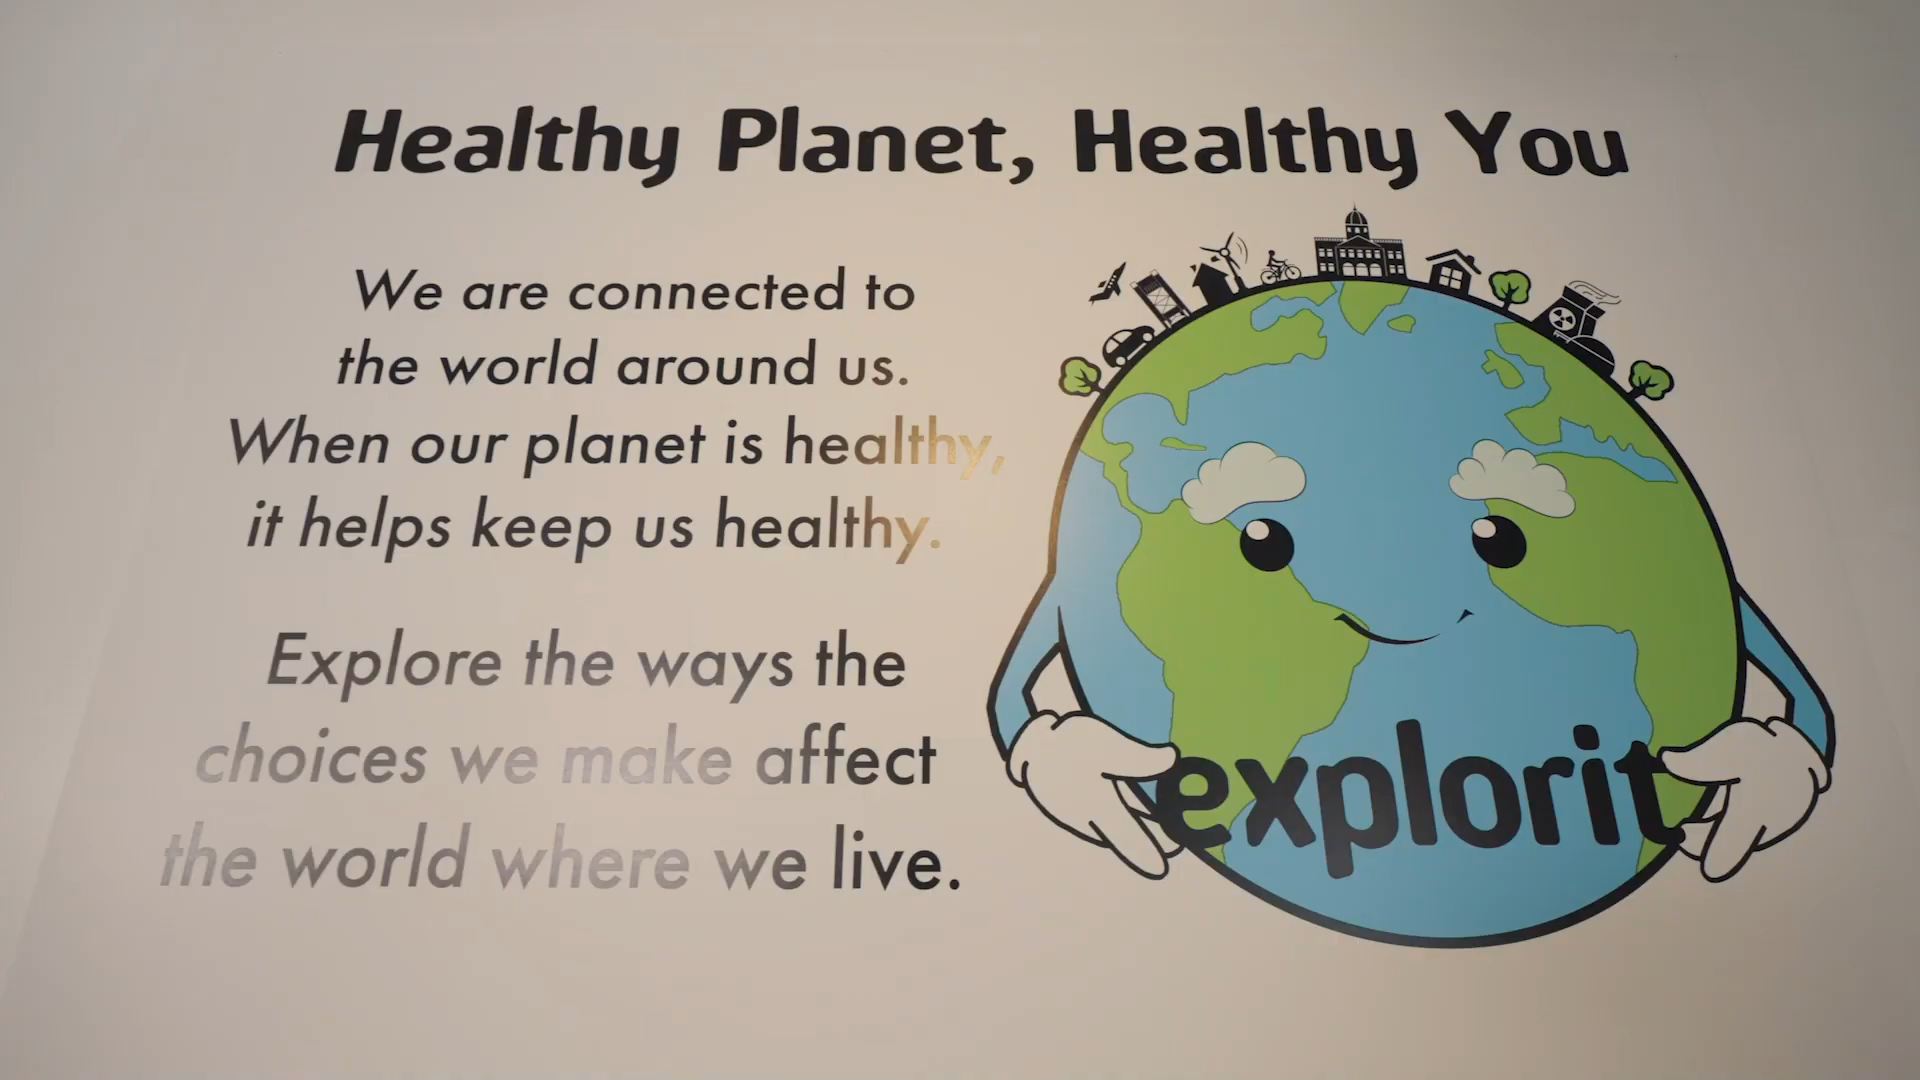 Healthy Planet, Healthy You
We are connected to
the world around us.
When our planet is healthy,
it helps keep us healthy.
Explore the ways the
choices we make affect
the world where we live.
explorit